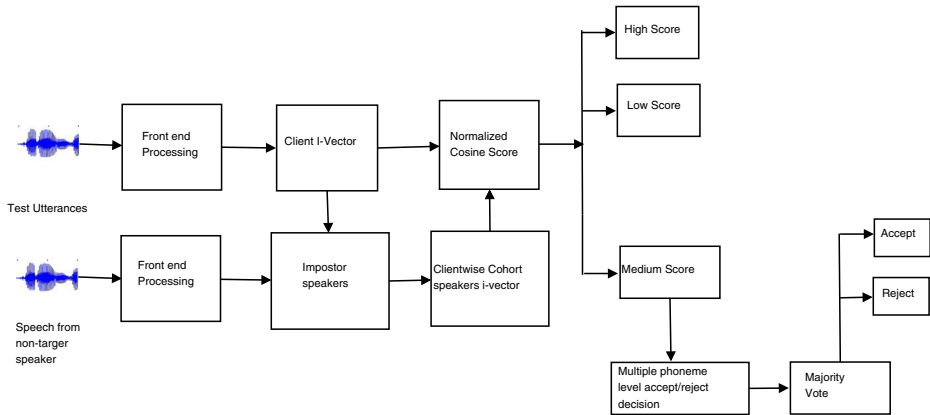 High Score
Low Score
Front end
Processing
Client I-Vector
Normalized
Cosine Score
Test Utterances
Front end
Processing
Impostor
speakers
Clientwise Cohort
speakers i-vector
Medium Score
Accept
Reject
Speech from
non-targer
speaker
Multiple phoneme
level accept/reject
decision
Majority
Vote